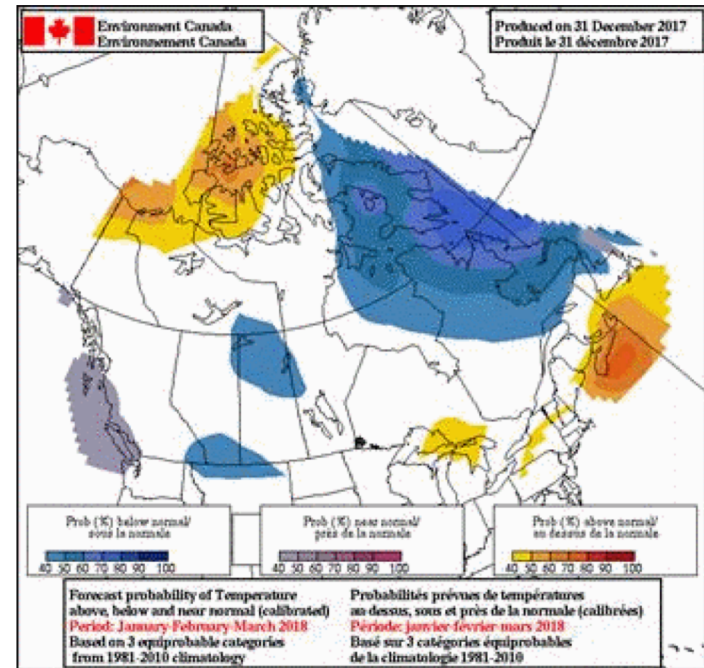 Environment Canada
Environnement Canada
Produced on 31 December 2017
Produit le 31 décembre 2017
Prob (%) below normal/
sous la normale
40 50 60 70 80 90 100
Prob (%) near normal/
près de la normale
40 50 60 70 80 90 100
Prob (%) above normal/
au dessus de la normale
40 50 60 70 80 90 100
Forecast probability of Temperature
above, below and near normal (calibrated)
Period: January-February-March 2018
Based on 3 equiprobable categories
from 1981-2010 climatology
Probabilités prévues de températures
au dessus, sous et près de la normale (calibrées)
Période: janvier-février-mars 2018
Basé sur 3 catégories équiprobables
de la climatologie 1981-2010